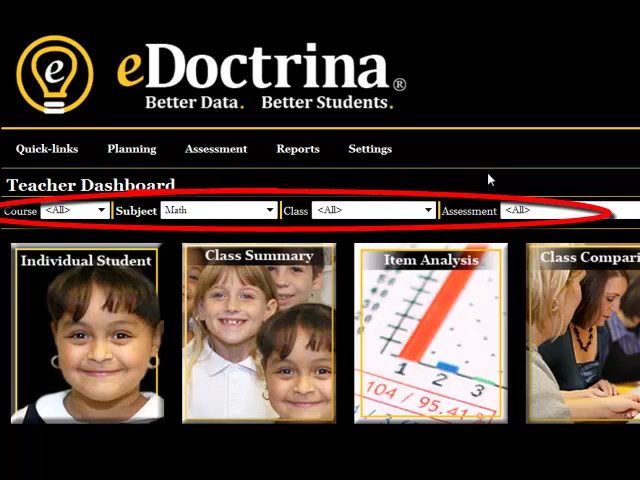 e
eDoctrina®
Better Data. Better Students.
Quick-links Planning Assessment Reports Settings
Teacher Dashboard
Course <All> Subject Math Class <All> Assessment <All>
Individual Student Class Summary Item Analysis Class Compari
1 2 3
104 / 95.41 %